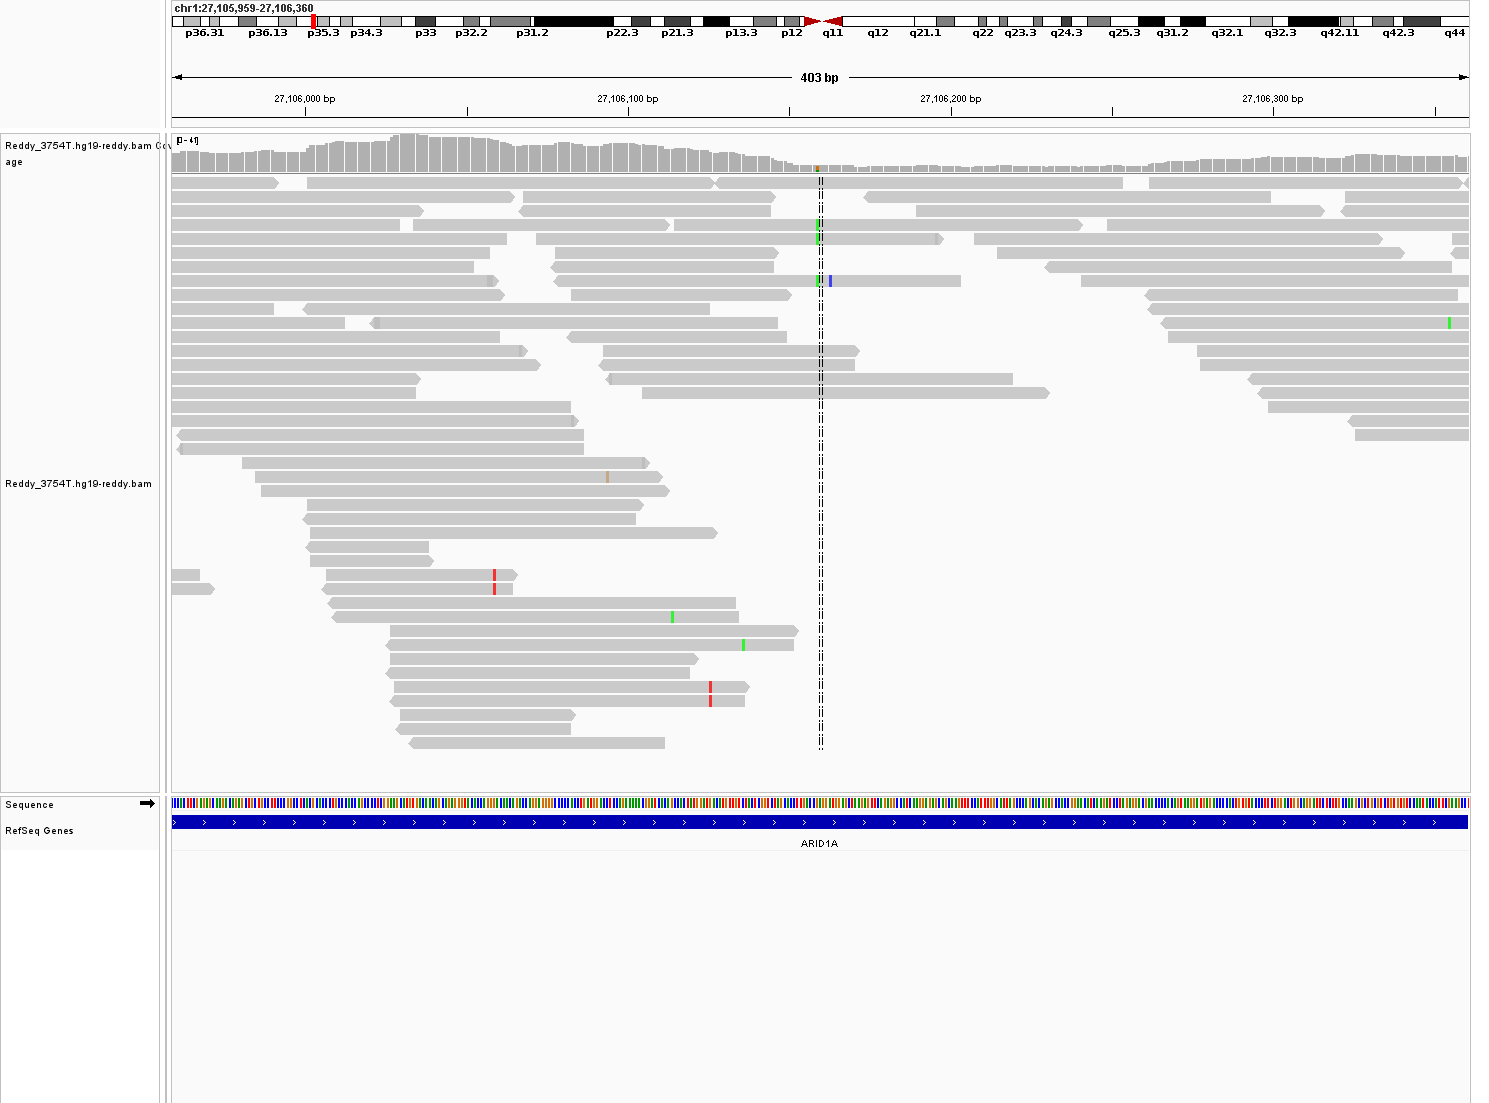 chr1:27,105,959-27,106,360
p36.31 p36.13 p35.3 p34.3 p33 p32.2 p31.2 p22.3 p21.3 p13.3 p12 q11 q12 q21.1 q22 q23.3 q24.3 q25.3 q31.2 q32.1 q32.3 q42.11 q42.3 q44
403 bp
27,106,000 bp 27,106,100 bp 27,106,200 bp 27,106,300 bp
[0 - 41]
Reddy_3754T.hg19-reddy.bam Cov
age
Reddy_3754T.hg19-reddy.bam
Sequence
RefSeq Genes
ARID1A